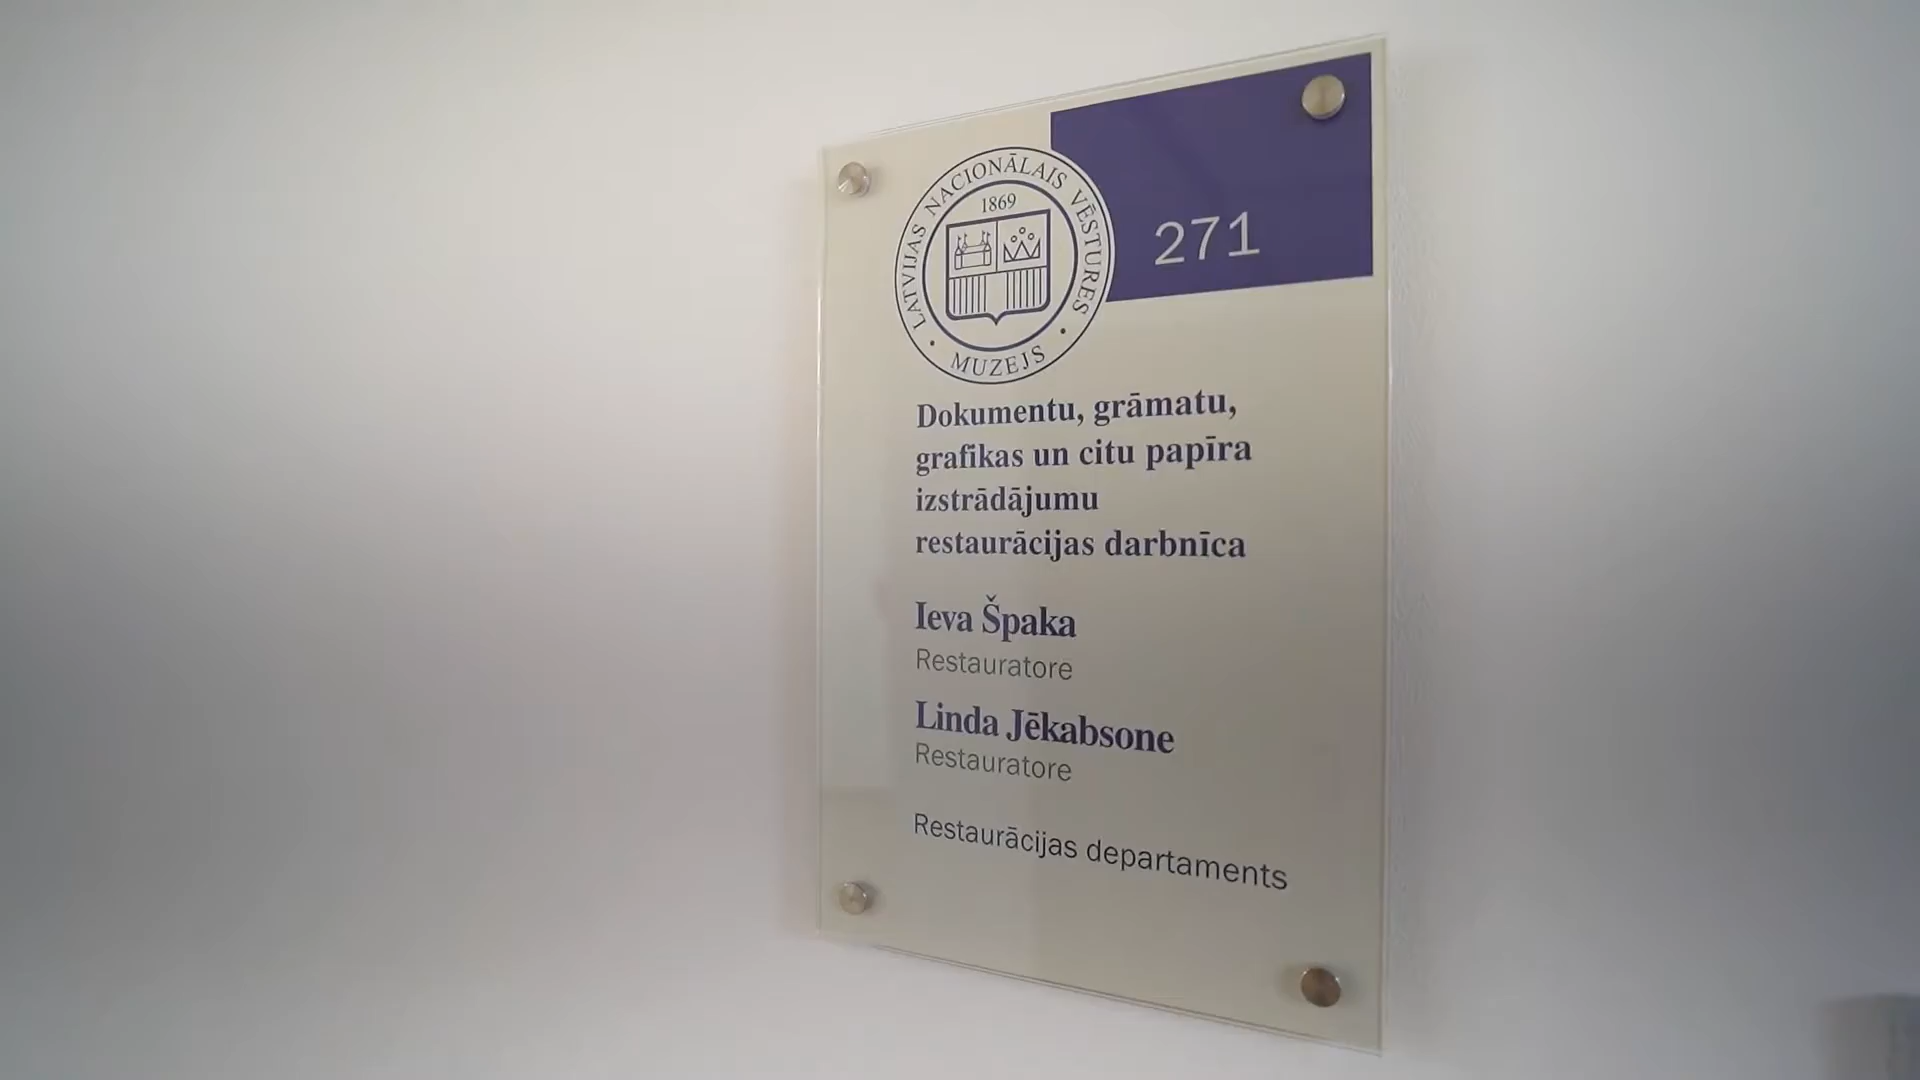 LATVIJAS NACIONĀLAIS VĒSTURES
MUZEJS
1869
271
Dokumentu, grāmatu,
grafikas un citu papīra
izstrādājumu
restaurācijas darbnīca
Ieva Špaka
Restauratore
Linda Jēkabsone
Restauratore
Restaurācijas departaments